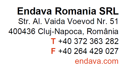 Endava Romania SRL
Str. Al. Vaida Voevod Nr. 51
400436 Cluj-Napoca, România
T +40 372 363 282
F +40 264 429 027
endava.com